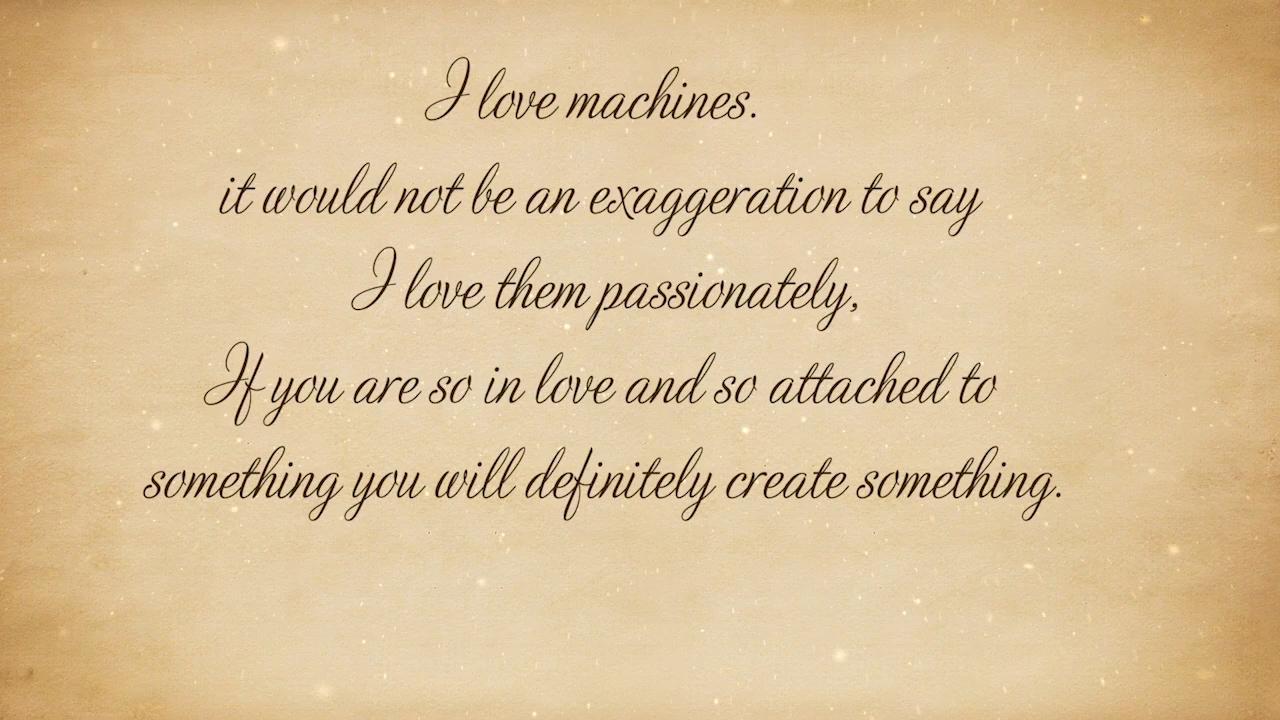 I love machines.
it would not be an exaggeration to say
I love them passionately,
If you are so in love and so attached to
something you will definitely create something.